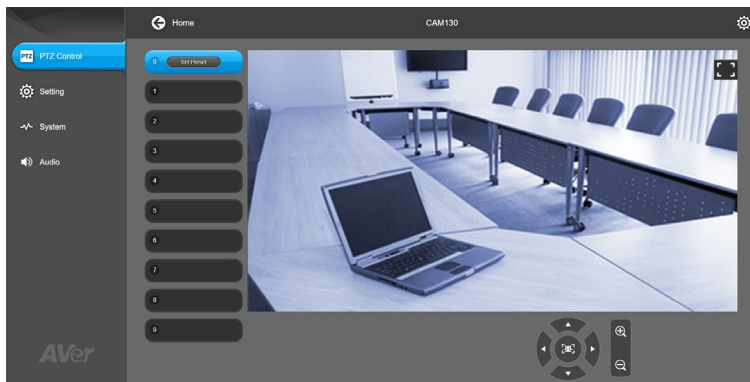 Home
CAM130
PTZ PTZ Control
Setting
System
Audio
0 Set Preset
1
2
3
4
5
6
7
8
9
AVer